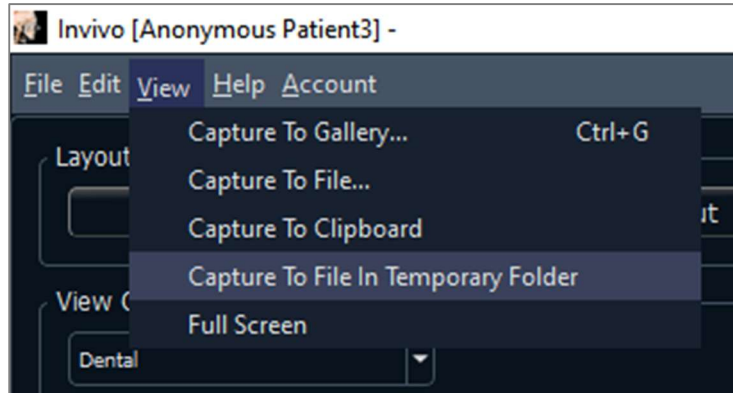 Invivo [Anonymous Patient3] -
File Edit View Help Account
Capture To Gallery... Ctrl+G
Layout
Capture To File...
Capture To Clipboard
Capture To File In Temporary Folder
Full Screen
Dental